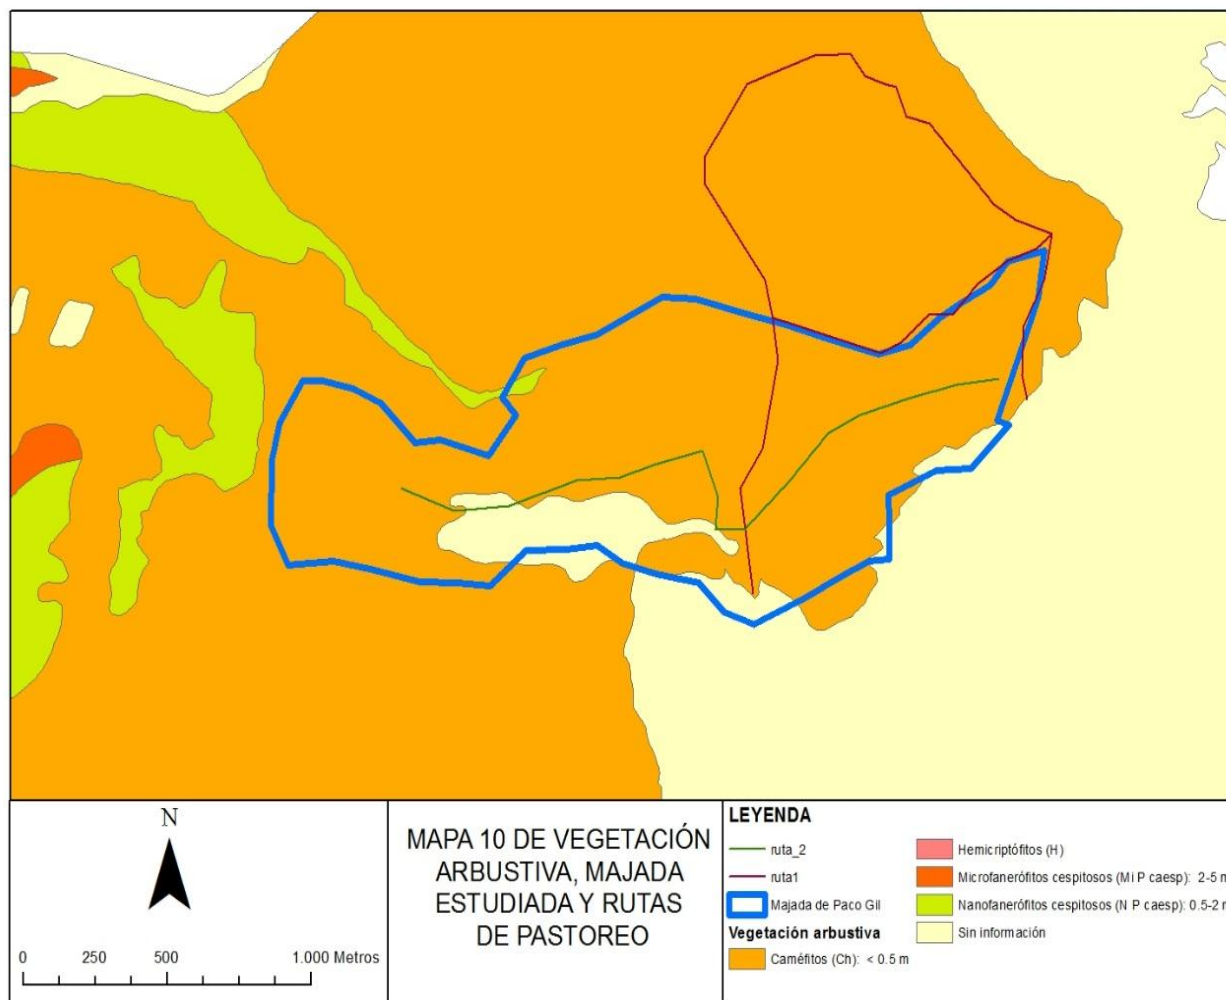 N
0 250 500 1.000 Metros
MAPA 10 DE VEGETACIÓN
ARBUSTIVA, MAJADA
ESTUDIADA Y RUTAS
DE PASTOREO
LEYENDA
ruta_2
ruta1
Majada de Paco Gil
Vegetación arbustiva
Caméfitos (Ch): < 0.5 m
Hemicriptófitos (H)
Microfanerófitos cespitosos (Mi P caesp): 2-5 m
Nanofanerófitos cespitosos (N P caesp): 0.5-2 m
Sin información